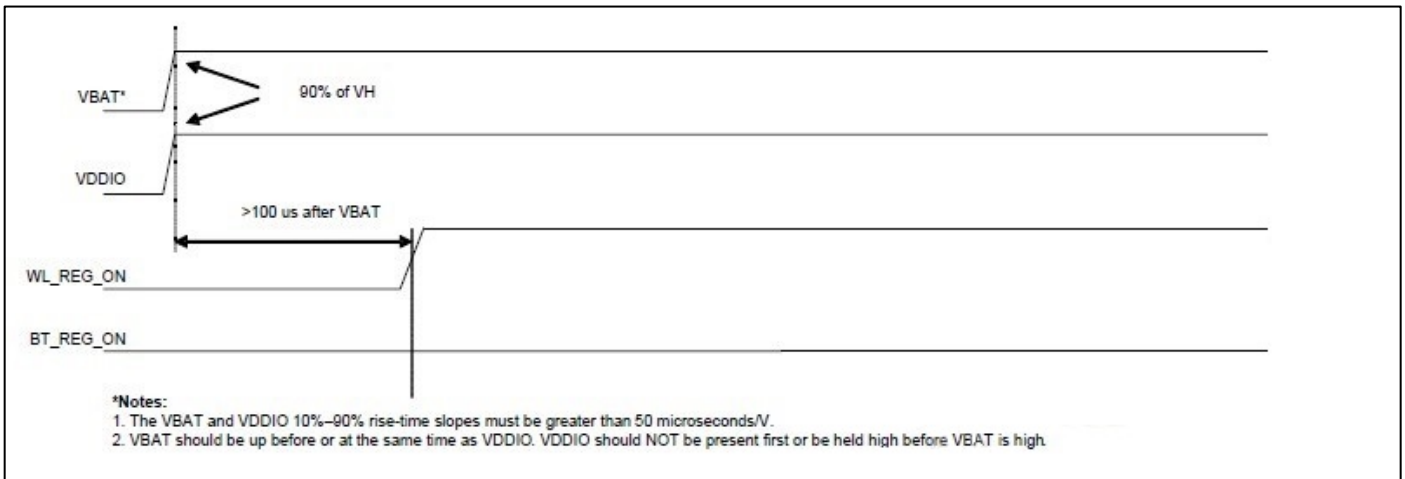 VBAT*
90% of VH
VDDIO
>100 us after VBAT
WL_REG_ON
BT_REG_ON
*Notes:
1. The VBAT and VDDIO 10%–90% rise-time slopes must be greater than 50 microseconds/V.
2. VBAT should be up before or at the same time as VDDIO. VDDIO should NOT be present first or be held high before VBAT is high.